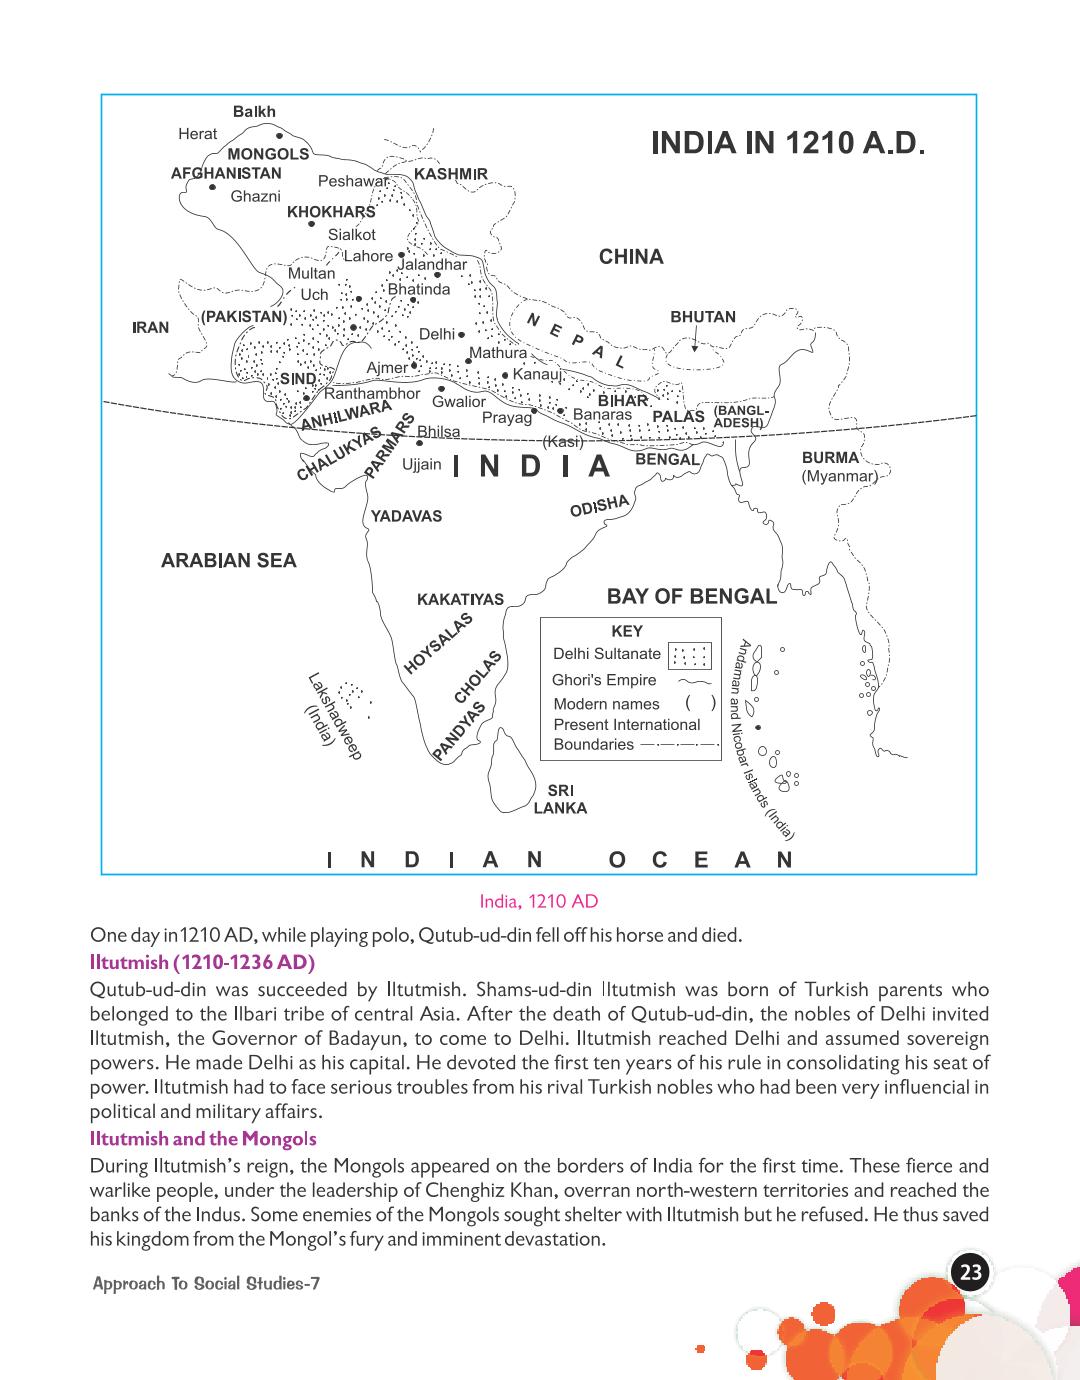 INDIA IN 1210 A.D.
Balkh
Herat
MONGOLS
AFGHANISTAN
Ghazni
Peshawar
KASHMIR
KHOKHARS
Sialkot
Lahore
Jalandhar
Multan
Uch
Bhatinda
CHINA
(PAKISTAN)
IRAN
NEPAL
BHUTAN
Delhi
Mathura
Ajmer
Kanauj
SIND
Ranthambhor
Gwalior
BIHAR
ANHILWARA
Prayag
Banaras
PALAS
(BANGL-
ADESH)
CHALUKYAS
PARMARS
Bhilsa
(Kasi)
Ujjain
INDIA
BENGAL
BURMA
(Myanmar)
YADAVAS
ODISHA
ARABIAN SEA
KAKATIYAS
BAY OF BENGAL
HOYSALAS
CHOLAS
PANDYAS
KEY
Delhi Sultanate
Ghori's Empire
Modern names ( )
Present International
Boundaries
Lakshadweep
(India)
Andaman and Nicobar Islands (India)
SRI
LANKA
INDIAN OCEAN
India, 1210 AD
One day in1210 AD, while playing polo, Qutub-ud-din fell off his horse and died.
Iltutmish (1210-1236 AD)
Qutub-ud-din was succeeded by Iltutmish. Shams-ud-din Iltutmish was born of Turkish parents who
belonged to the Ilbari tribe of central Asia. After the death of Qutub-ud-din, the nobles of Delhi invited
Iltutmish, the Governor of Badayun, to come to Delhi. Iltutmish reached Delhi and assumed sovereign
powers. He made Delhi as his capital. He devoted the first ten years of his rule in consolidating his seat of
power. Iltutmish had to face serious troubles from his rival Turkish nobles who had been very influencial in
political and military affairs.
Iltutmish and the Mongols
During Iltutmish's reign, the Mongols appeared on the borders of India for the first time. These fierce and
warlike people, under the leadership of Chenghiz Khan, overran north-western territories and reached the
banks of the Indus. Some enemies of the Mongols sought shelter with Iltutmish but he refused. He thus saved
his kingdom from the Mongol's fury and imminent devastation.
Approach To Social Studies-7
23